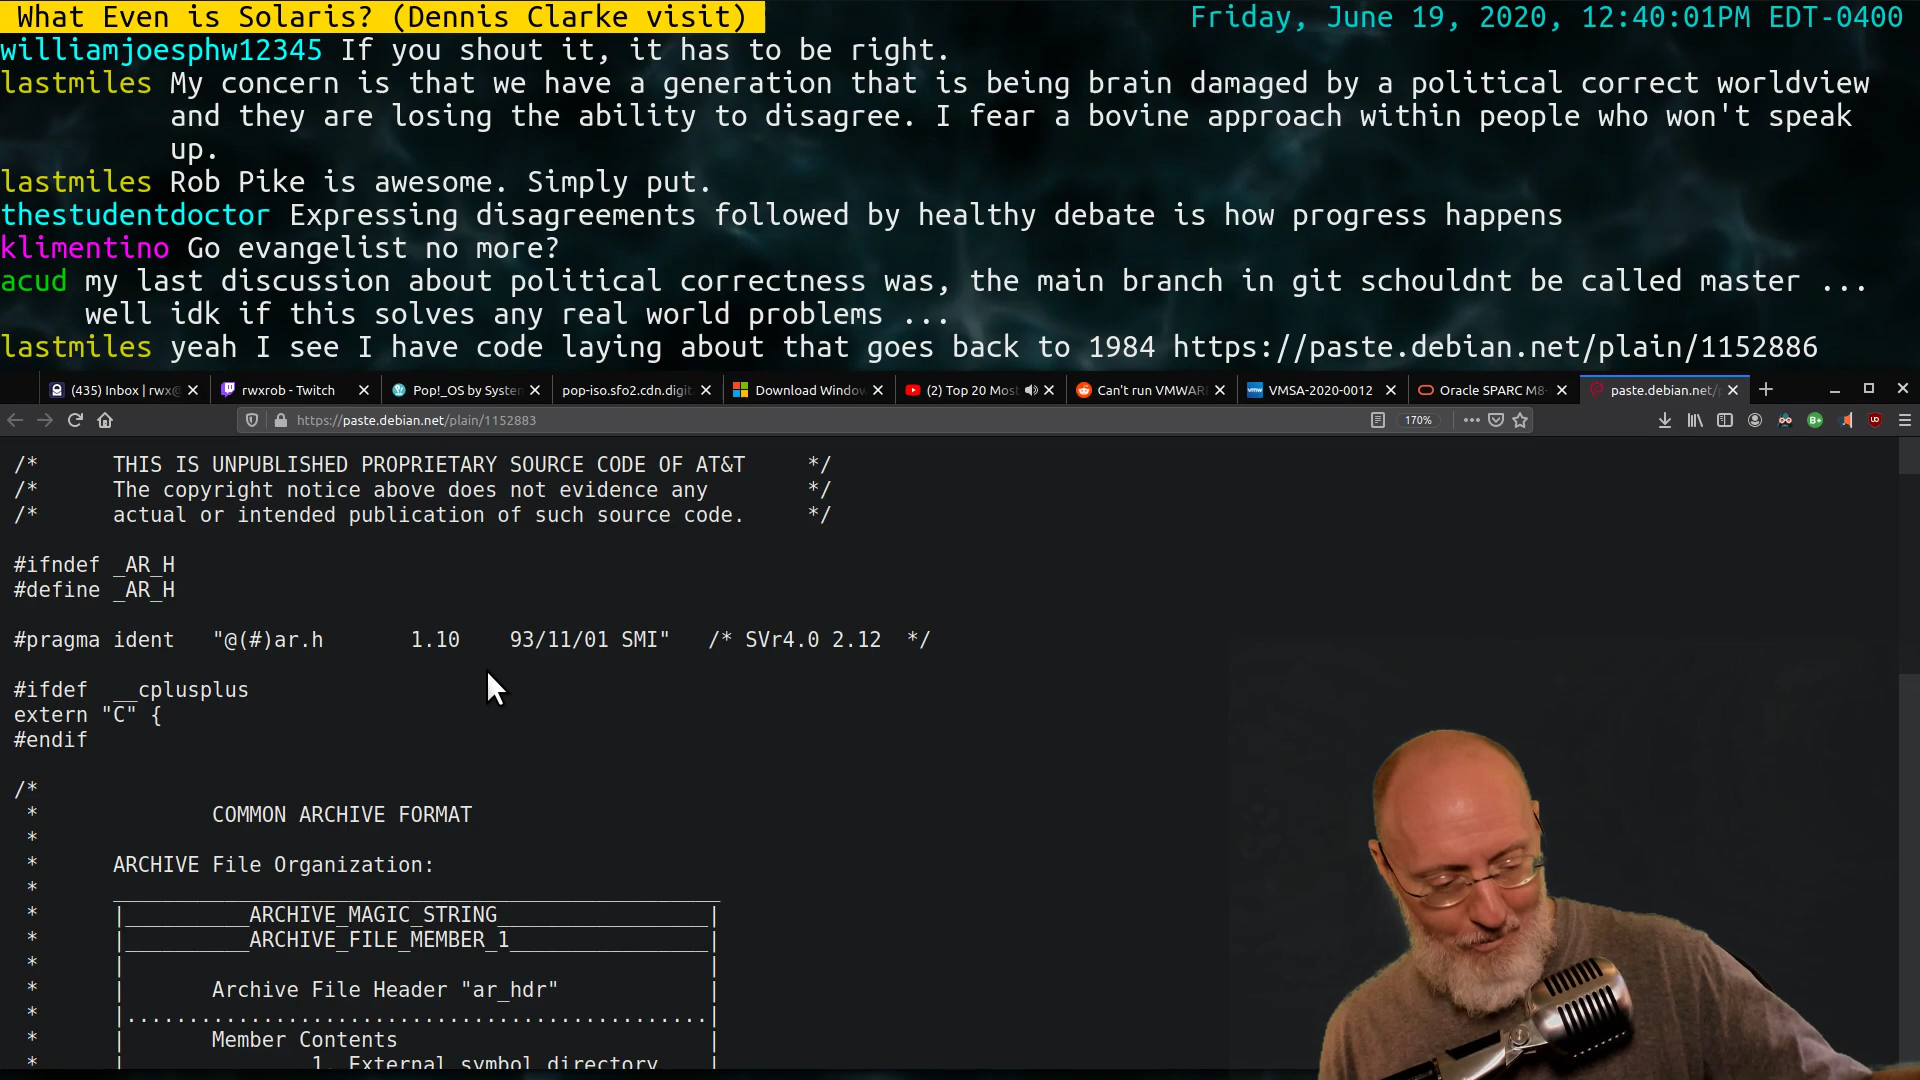 What Even is Solaris? (Dennis Clarke visit)
Friday, June 19, 2020, 12:40:01PM EDT-0400
williamjoesphw12345 If you shout it, it has to be right.
lastmiles My concern is that we have a generation that is being brain damaged by a political correct worldview
and they are losing the ability to disagree. I fear a bovine approach within people who won't speak
up.
lastmiles Rob Pike is awesome. Simply put.
thestudentdoctor Expressing disagreements followed by healthy debate is how progress happens
klimentino Go evangelist no more?
acud my last discussion about political correctness was, the main branch in git schouldnt be called master ...
well idk if this solves any real world problems ...
lastmiles yeah I see I have code laying about that goes back to 1984 https://paste.debian.net/plain/1152886
(435) Inbox | rwx@
rwxrob - Twitch
Pop!_OS by System
pop-iso.sfo2.cdn.digit
Download Window
(2) Top 20 Most
Can't run VMWAR
VMSA-2020-0012
Oracle SPARC M8-
paste.debian.net/p
https://paste.debian.net/plain/1152883
170%
/* THIS IS UNPUBLISHED PROPRIETARY SOURCE CODE OF AT&T */
/* The copyright notice above does not evidence any */
/* actual or intended publication of such source code. */
#ifndef _AR_H
#define _AR_H
#pragma ident "@(#)ar.h 1.10 93/11/01 SMI" /* SVr4.0 2.12 */
#ifdef __cplusplus
extern "C" {
#endif
/*
* COMMON ARCHIVE FORMAT
*
* ARCHIVE File Organization:
* _________________________________________________
* |__________ARCHIVE_MAGIC_STRING_________________|
* |__________ARCHIVE_FILE_MEMBER_1________________|
* | |
* | Archive File Header "ar_hdr" |
* |...............................................|
* | Member Contents |
* | 1. External symbol directory |